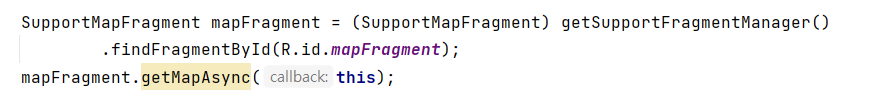 SupportMapFragment mapFragment = (SupportMapFragment) getSupportFragmentManager()
.findFragmentById(R.id.mapFragment);
mapFragment.getMapAsync( callback: this);